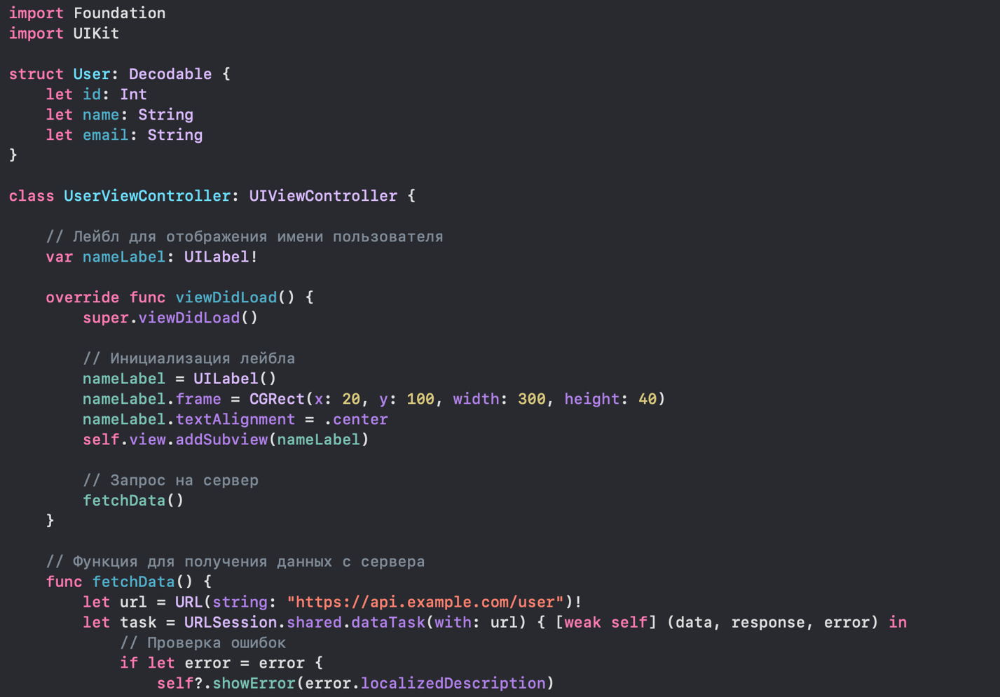 import Foundation
import UIKit
struct User: Decodable {
let id: Int
let name: String
let email: String
}
class UserViewController: UIViewController {
// Лейбл для отображения имени пользователя
var nameLabel: UILabel!
override func viewDidLoad() {
super.viewDidLoad()
// Инициализация лейбла
nameLabel = UILabel()
nameLabel.frame = CGRect(x: 20, y: 100, width: 300, height: 40)
nameLabel.textAlignment = .center
self.view.addSubview(nameLabel)
// Запрос на сервер
fetchData()
}
// Функция для получения данных с сервера
func fetchData() {
let url = URL(string: "https://api.example.com/user")!
let task = URLSession.shared.dataTask(with: url) { [weak self] (data, response, error) in
// Проверка ошибок
if let error = error {
self?.showError(error.localizedDescription)